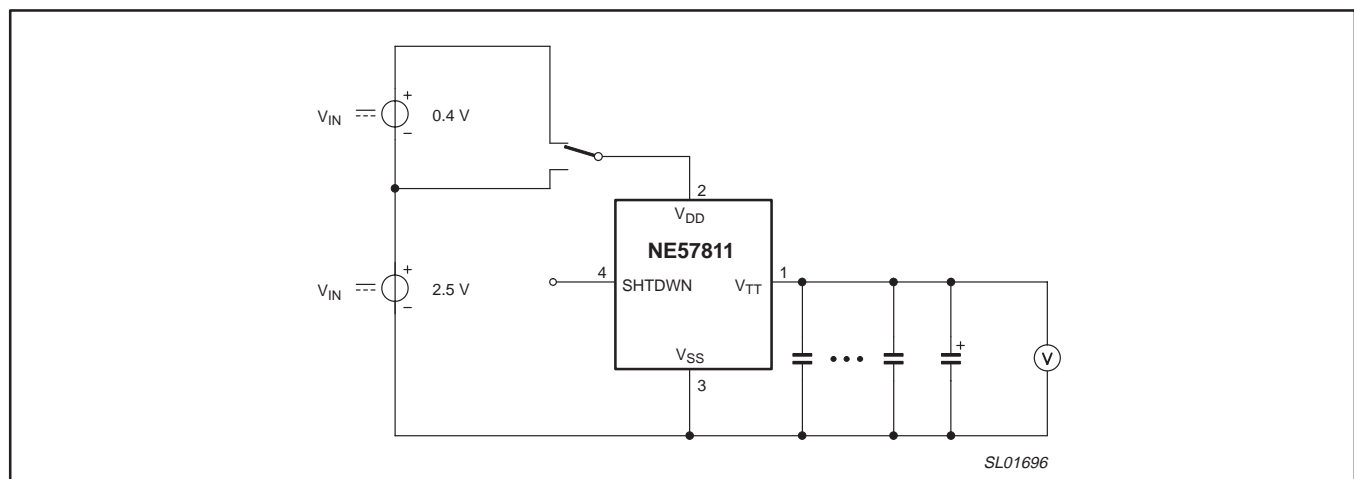 V_IN
+
0.4 V
−
2
V_DD
NE57811
4
SHTDWN
V_TT
1
V_IN
+
2.5 V
−
V_SS
3
+
V
SL01696